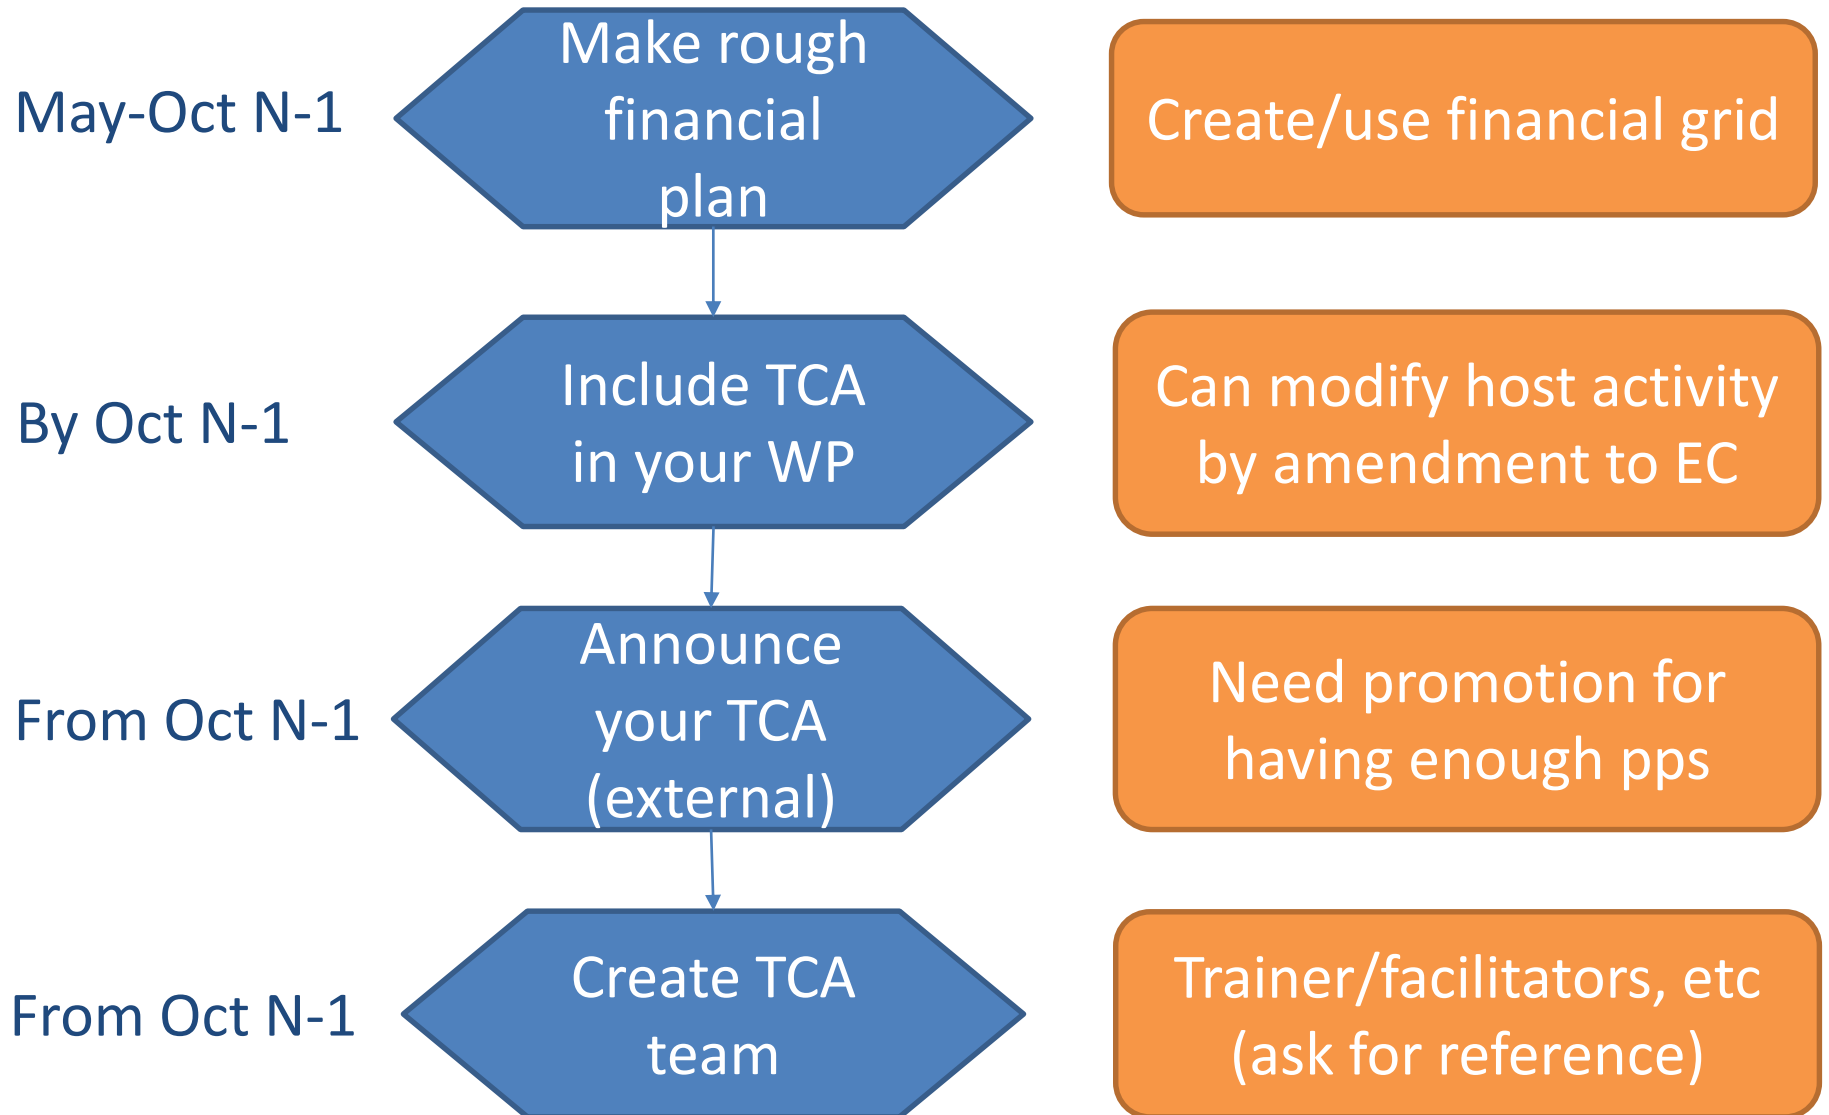 May-Oct N-1
Make rough
financial
plan
Create/use financial grid
By Oct N-1
Include TCA
in your WP
Can modify host activity
by amendment to EC
From Oct N-1
Announce
your TCA
(external)
Need promotion for
having enough pps
From Oct N-1
Create TCA
team
Trainer/facilitators, etc
(ask for reference)